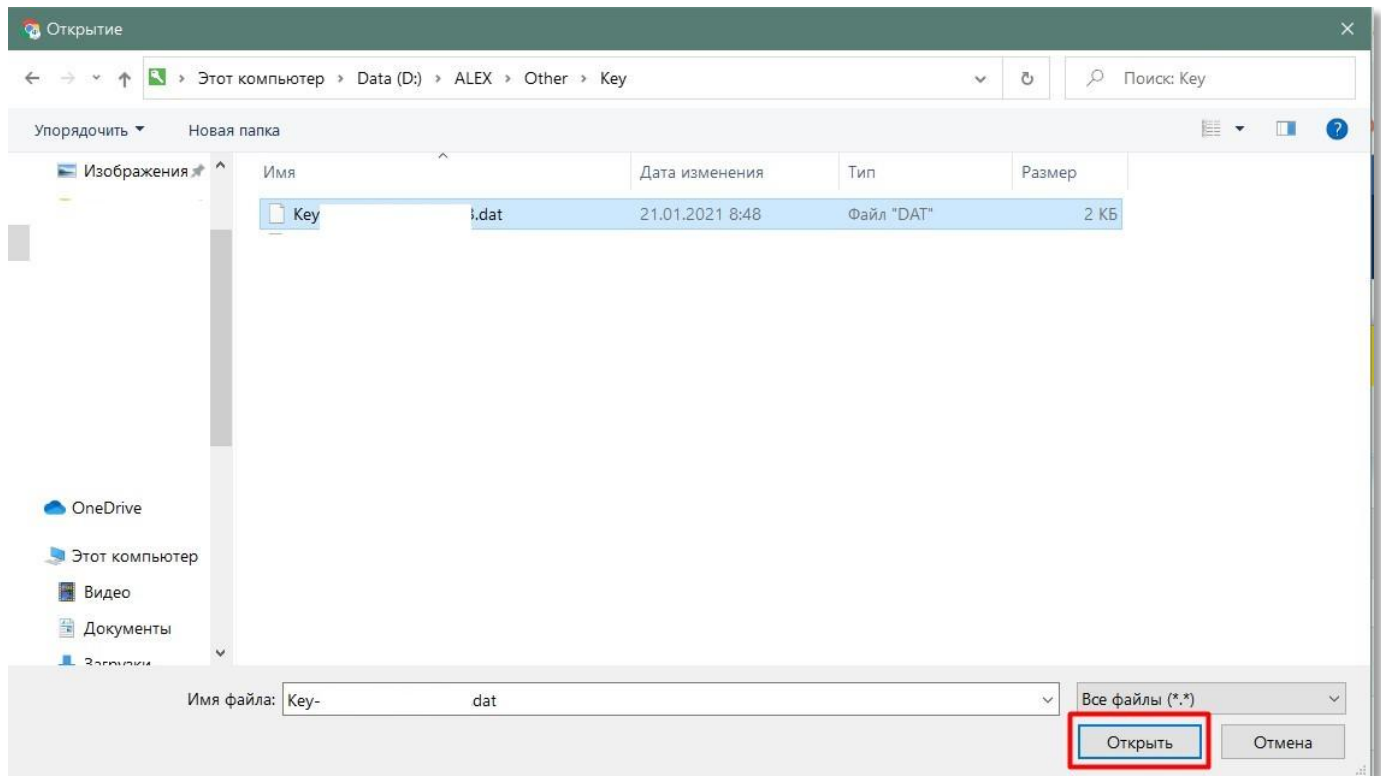 Открытие
Этот компьютер › Data (D:) › ALEX › Other › Key
Поиск: Key
Упорядочить
Новая папка
Изображения
Имя
Дата изменения
Тип
Размер
Key .dat
21.01.2021 8:48
Файл "DAT"
2 КБ
OneDrive
Этот компьютер
Видео
Документы
Загрузки
Имя файла: Key- dat
Все файлы (*.*)
Открыть
Отмена